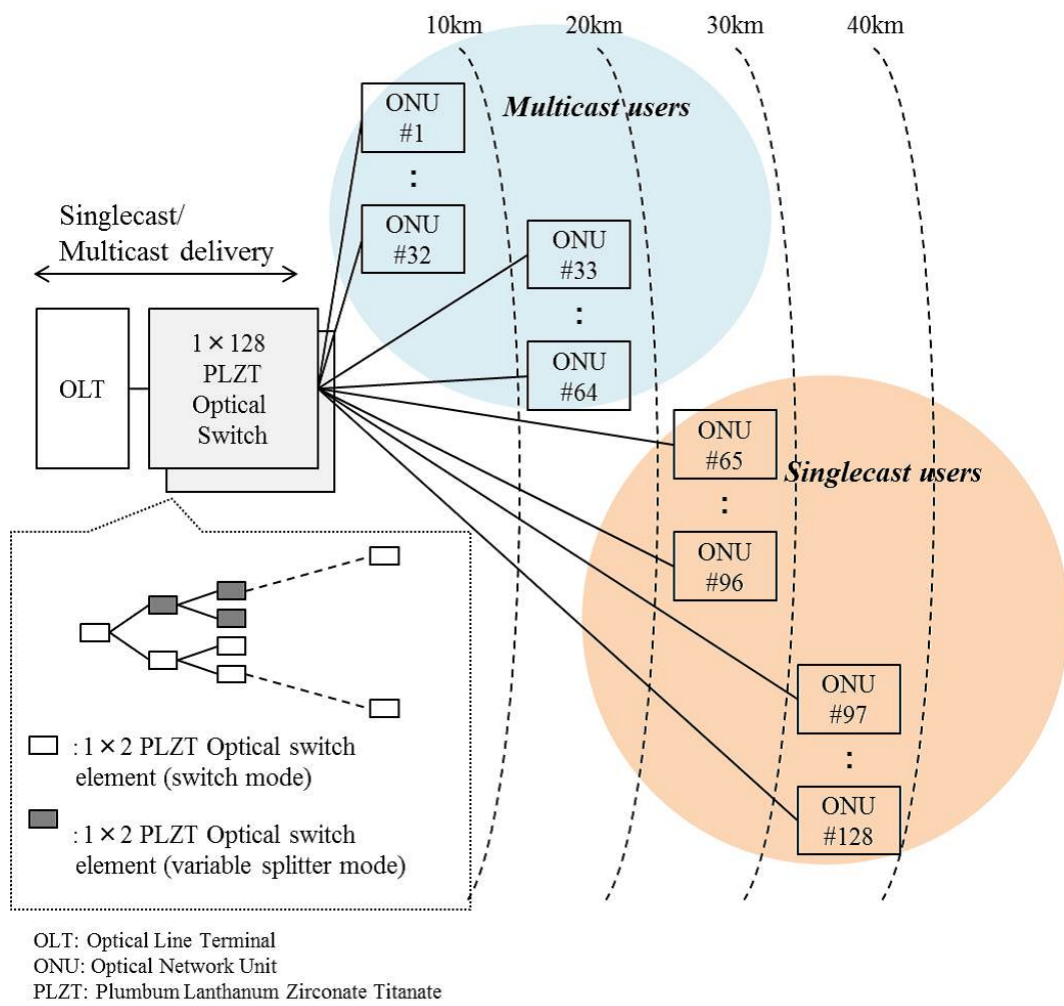 10km 20km 30km 40km
ONU
#1
Multicast users
:
Singlecast/
Multicast delivery
ONU
#32
ONU
#33
:
ONU
#64
OLT
1 × 128
PLZT
Optical
Switch
ONU
#65
Singlecast users
:
ONU
#96
ONU
#97
:
ONU
#128
: 1 × 2 PLZT Optical switch
element (switch mode)
: 1 × 2 PLZT Optical switch
element (variable splitter mode)
OLT: Optical Line Terminal
ONU: Optical Network Unit
PLZT: Plumbum Lanthanum Zirconate Titanate